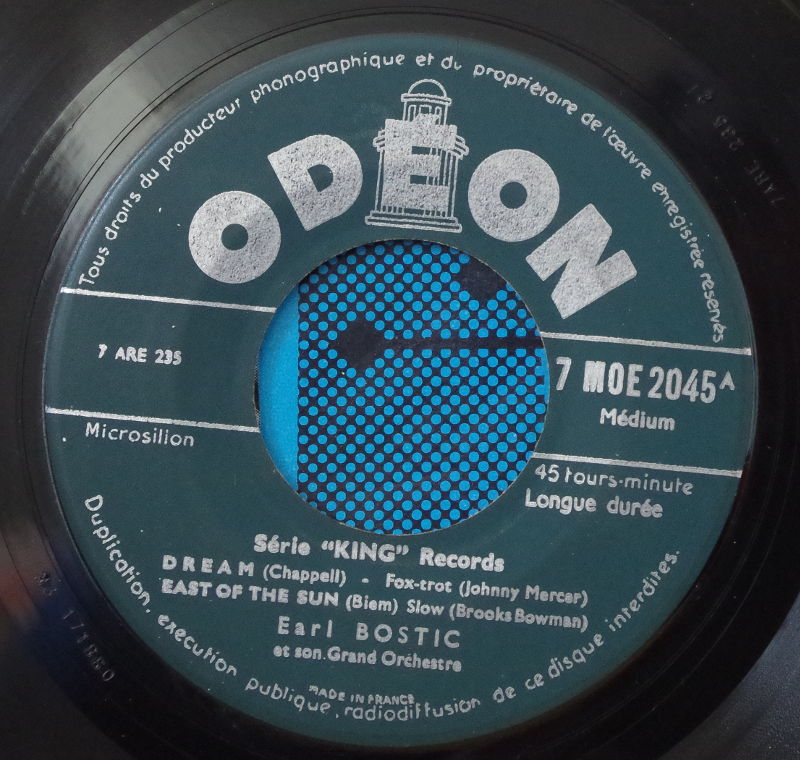 Tous droits du producteur phonographique et du propriétaire de l'œuvre enregistrée réservés
ODEON
7 ARE 235
7 MOE 2045 A
Médium
Microsilion
45 tours-minute
Longue durée
Série "KING" Records
DREAM (Chappell) - Fox-trot (Johnny Mercer)
EAST OF THE SUN (Biem) Slow (Brooks Bowman)
Earl BOSTIC
et son Grand Orchestre
MADE IN FRANCE
Duplication, exécution publique, radiodiffusion de ce disque interdites.